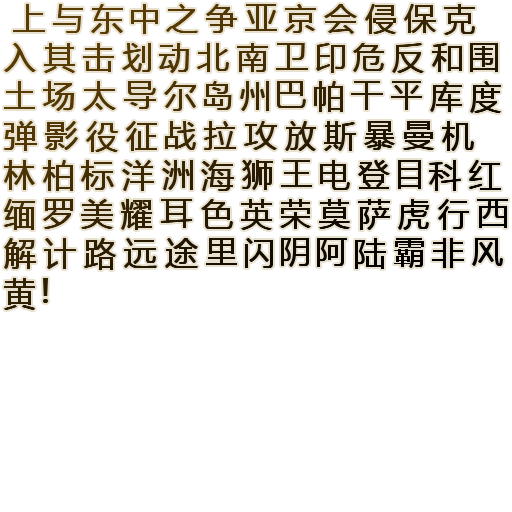 上与东中之争亚京会侵保克
入其击划动北南卫印危反和围
土场太导尔岛州巴帕干平库度
弹影役征战拉攻放斯暴曼机
林柏标洋洲海狮王电登目科红
缅罗美耀耳色英荣莫萨虎行西
解计路远途里闪阴阿陆霸非风
黄!